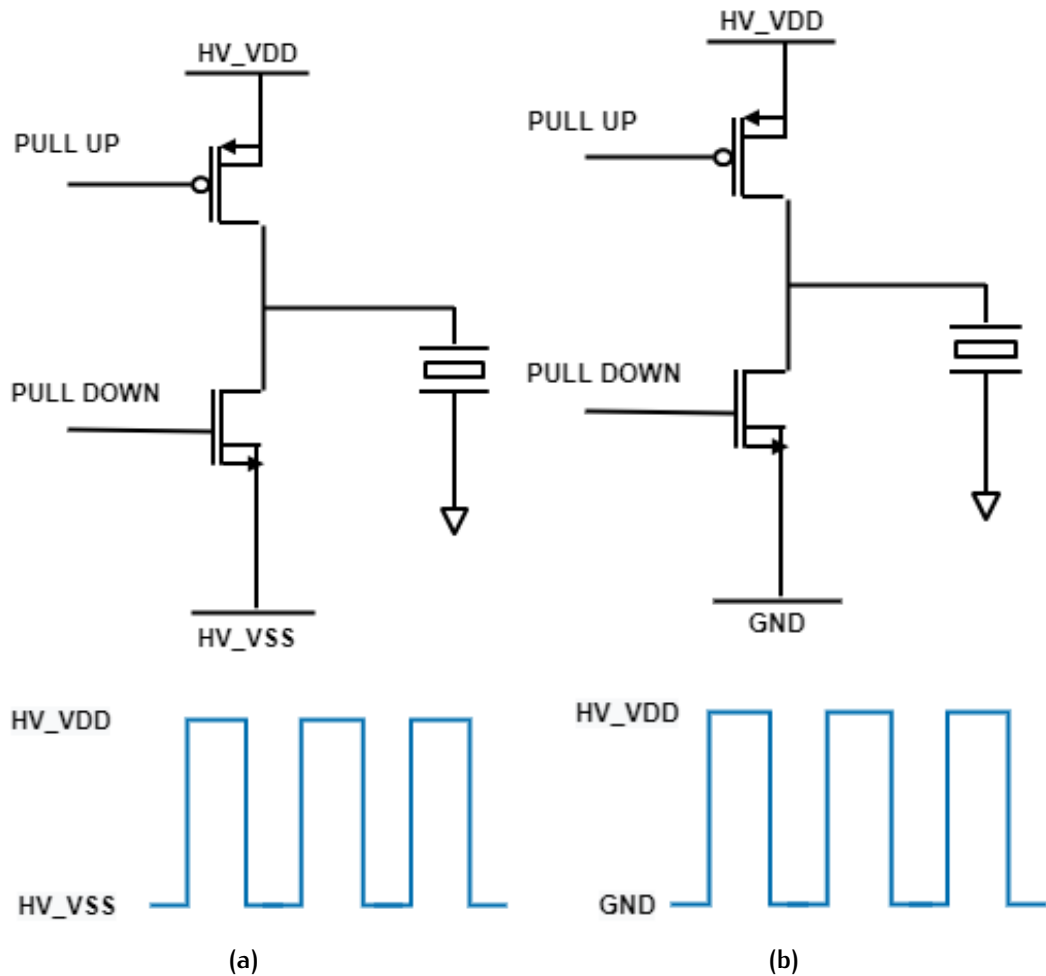 HV_VDD
PULL UP
PULL DOWN
HV_VSS
HV_VDD
HV_VSS
(a)
HV_VDD
PULL UP
PULL DOWN
GND
HV_VDD
GND
(b)